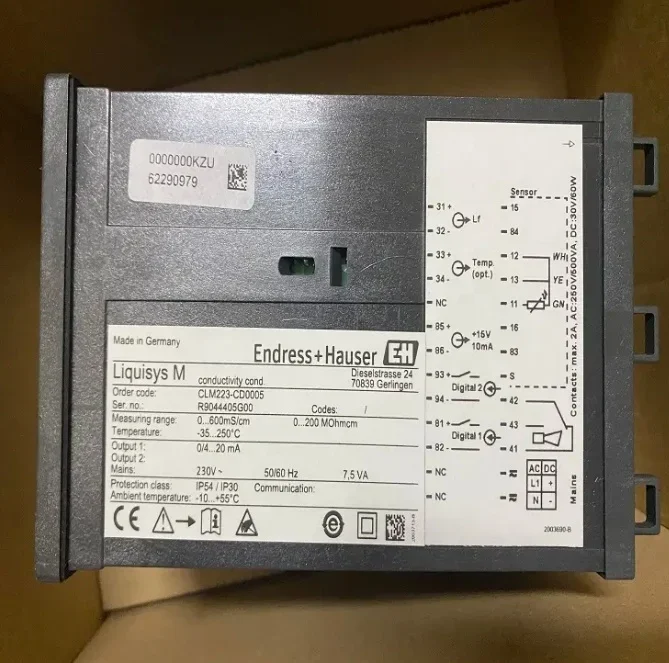 0000000KZU
62290979
Made in Germany
Endress+Hauser EH
Liquisys M conductivity cond. Dieselstrasse 24
70839 Gerlingen
Order code: CLM223-CD0005
Ser. no.: R9044405G00 Codes: /
Measuring range: 0...600mS/cm 0...200 MOhmcm
Temperature: -35...250°C
Output 1: 0/4...20 mA
Output 2:
Mains: 230V~ 50/60 Hz 7,5 VA
Protection class: IP54 / IP30 Communication:
Ambient temperature: -10...+55°C
CE
Sensor
31 + Lf 15
32 - 84
33 + Temp. 12 WH
34 - (opt.) 13 YE
NC 11 GN
85 + +15V 16
86 - 10mA 83
93 + S
Digital 2
94 - 42
81 + 43
Digital 1
82 - 41
NC AC DC
L1 +
NC N -
Mains
Contacts: max. 2A, AC:250V/500VA, DC:30V/60W
2003690-B